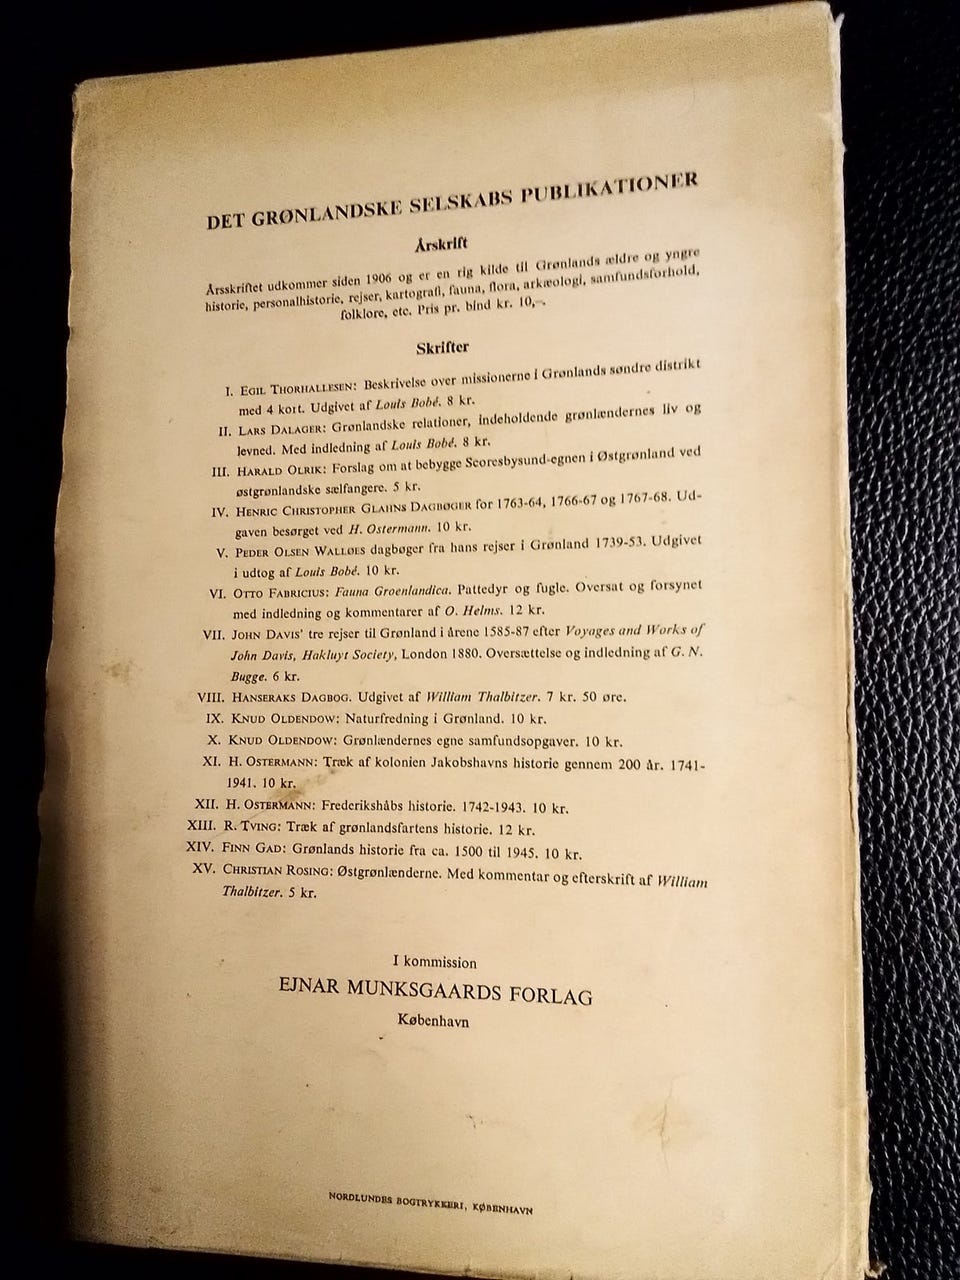 DET GRØNLANDSKE SELSKABS PUBLIKATIONER
Årskrift
Årsskriftet udkommer siden 1906 og er en rig kilde til Grønlands ældre og yngre
historie, personalhistorie, rejser, kartografi, fauna, flora, arkæologi, samfundsforhold,
folklore, etc. Pris pr. bind kr. 10,-.
Skrifter
I. EGIL THORHALLESEN: Beskrivelse over missionerne i Grønlands søndre distrikt
med 4 kort. Udgivet af Louis Bobé. 8 kr.
II. LARS DALAGER: Grønlandske relationer, indeholdende grønlændernes liv og
levned. Med indledning af Louis Bobé. 8 kr.
III. HARALD OLRIK: Forslag om at bebygge Scoresbysund-egnen i Østgrønland ved
østgrønlandske sælfangere. 5 kr.
IV. HENRIC CHRISTOPHER GLAHNS DAGBØGER for 1763-64, 1766-67 og 1767-68. Ud-
gaven besørget ved H. Ostermann. 10 kr.
V. PEDER OLSEN WALLØES dagbøger fra hans rejser i Grønland 1739-53. Udgivet
i udtog af Louis Bobé. 10 kr.
VI. OTTO FABRICIUS: Fauna Groenlandica. Pattedyr og fugle. Oversat og forsynet
med indledning og kommentarer af O. Helms. 12 kr.
VII. JOHN DAVIS' tre rejser til Grønland i årene 1585-87 efter Voyages and Works of
John Davis, Hakluyt Society, London 1880. Oversættelse og indledning af G. N.
Bugge. 6 kr.
VIII. HANSERAKS DAGBOG. Udgivet af William Thalbitzer. 7 kr. 50 øre.
IX. KNUD OLDENDOW: Naturfredning i Grønland. 10 kr.
X. KNUD OLDENDOW: Grønlændernes egne samfundsopgaver. 10 kr.
XI. H. OSTERMANN: Træk af kolonien Jakobshavns historie gennem 200 år. 1741-
1941. 10 kr.
XII. H. OSTERMANN: Frederikshåbs historie. 1742-1943. 10 kr.
XIII. R. TVING: Træk af grønlandsfartens historie. 12 kr.
XIV. FINN GAD: Grønlands historie fra ca. 1500 til 1945. 10 kr.
XV. CHRISTIAN ROSING: Østgrønlænderne. Med kommentar og efterskrift af William
Thalbitzer. 5 kr.
I kommission
EJNAR MUNKSGAARDS FORLAG
København
NORDLUNDES BOGTRYKKERI, KØBENHAVN